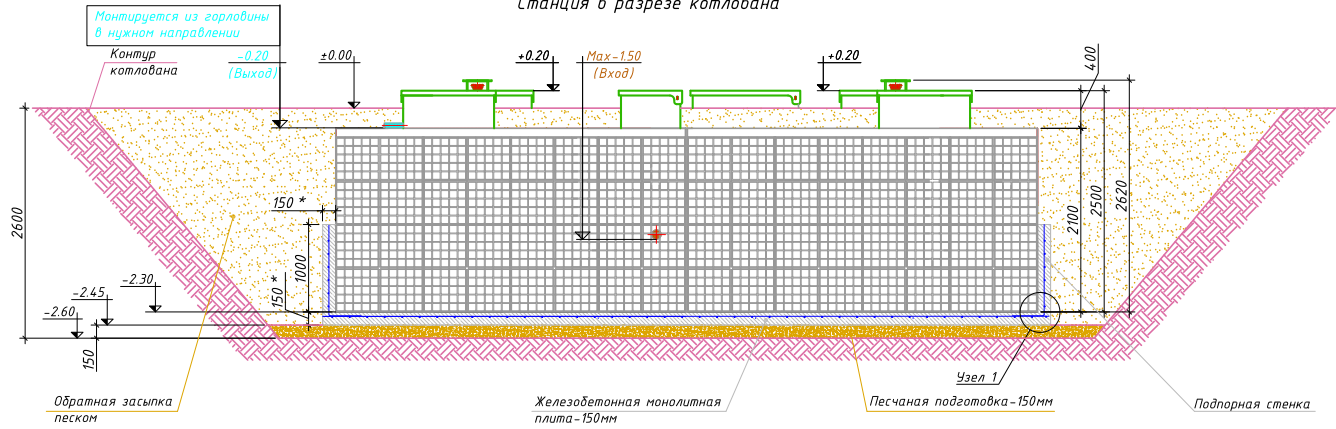 Станция в разрезе котлована
Монтируется из горловины
в нужном направлении
Контур
котлована
-0.20
(Выход)
±0.00
+0.20
Max-1.50
(Вход)
+0.20
400
2600
150 *
1000
150 *
2100
2500
2620
-2.30
-2.45
-2.60
150
Узел 1
Обратная засыпка
песком
Железобетонная монолитная
плита-150мм
Песчаная подготовка-150мм
Подпорная стенка